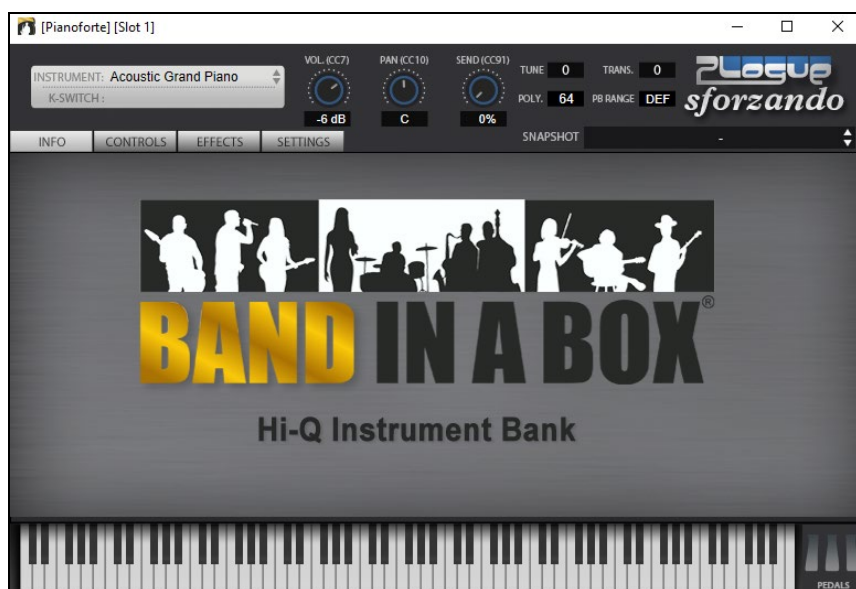 [Pianoforte] [Slot 1]
INSTRUMENT: Acoustic Grand Piano
K-SWITCH :
VOL. (CC7)
-6 dB
PAN (CC10)
C
SEND (CC91)
0%
TUNE 0 TRANS. 0
POLY. 64 PB RANGE DEF
Plogue
sforzando
SNAPSHOT -
INFO CONTROLS EFFECTS SETTINGS
BAND IN A BOX®
Hi-Q Instrument Bank
PEDALS